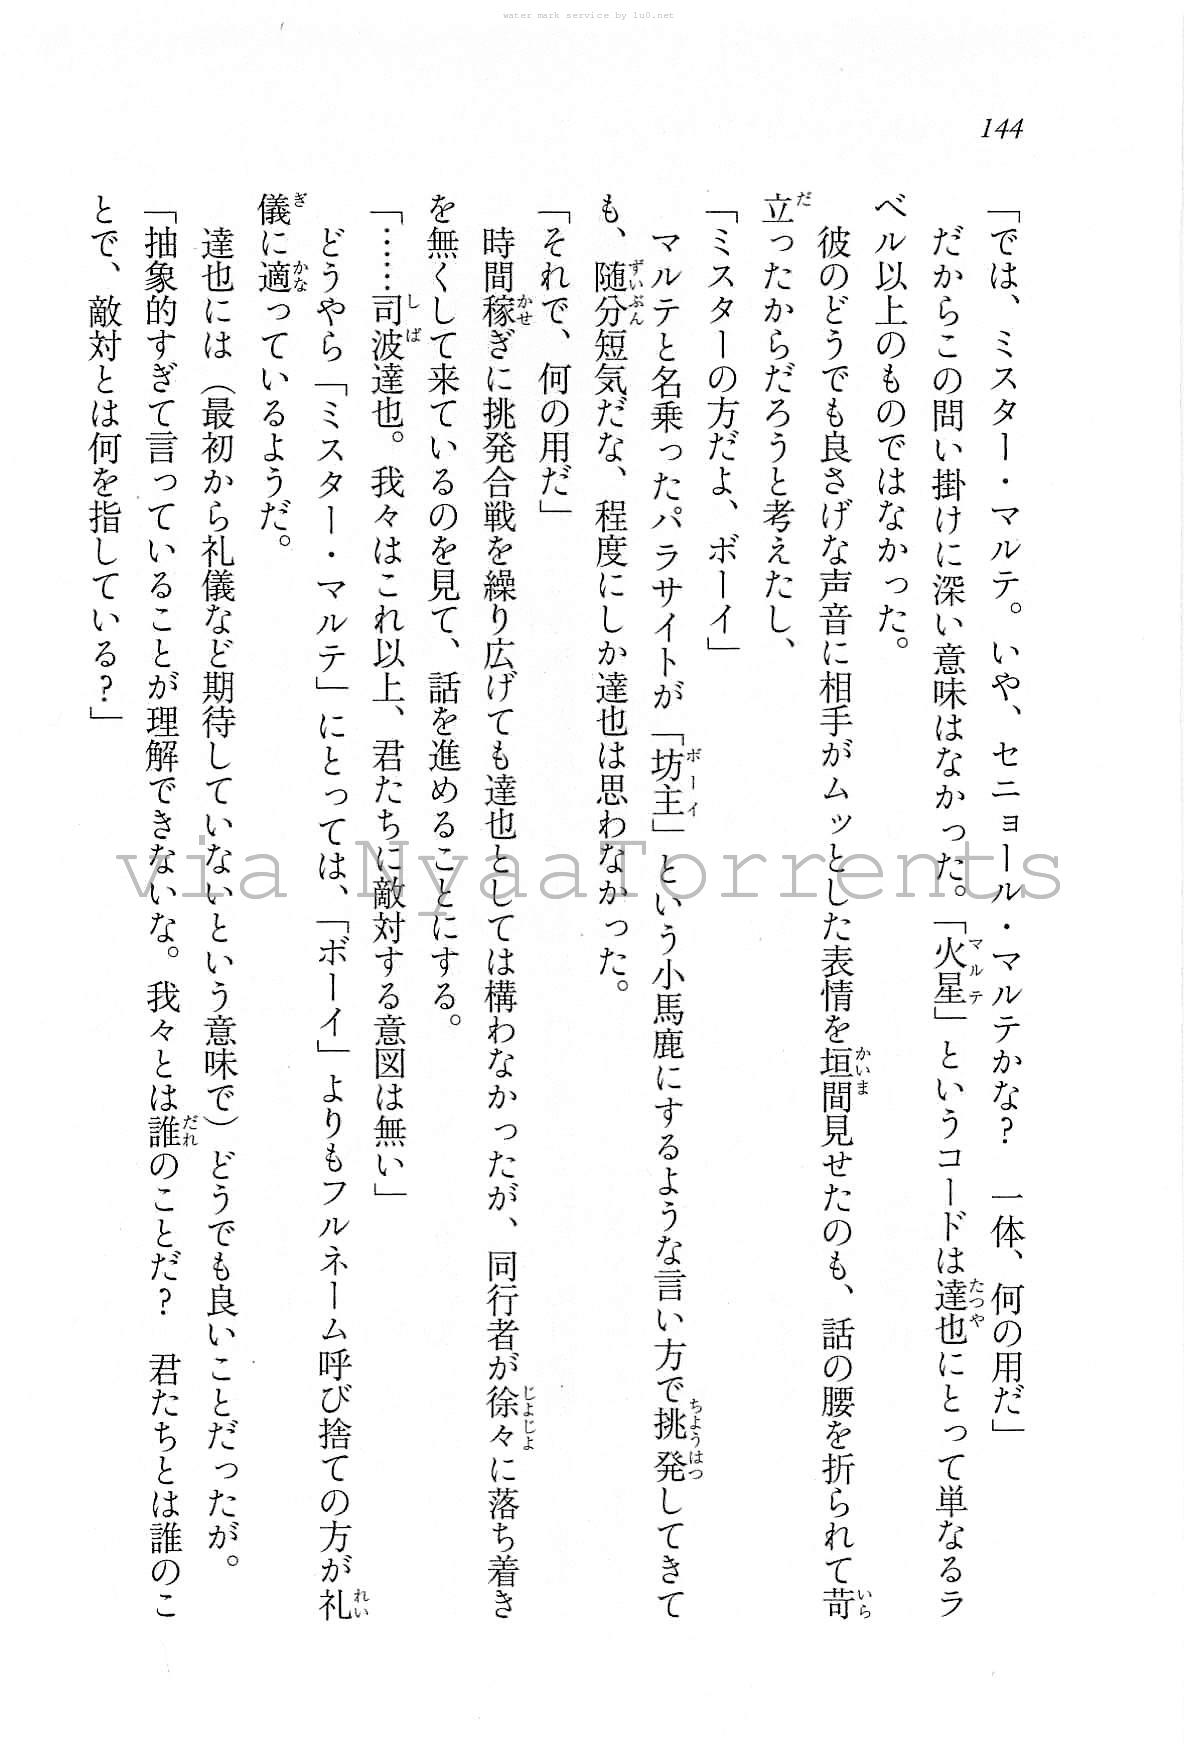 water mark service by lu0.net
144
「では、ミスター・マルテ。いや、セニョール・マルテかな？　一体、何の用だ」
だからこの問い掛けに深い意味はなかった。「火星」というコードは達也にとって単なるラ
ベル以上のものではなかった。
彼のどうでも良さげな声音に相手がムッとした表情を垣間見せたのも、話の腰を折られて苛
立ったからだろうと考えたし、
「ミスターの方だよ、ボーイ」
マルテと名乗ったパラサイトが「坊主」という小馬鹿にするような言い方で挑発してきて
も、随分短気だな、程度にしか達也は思わなかった。
「それで、何の用だ」
時間稼ぎに挑発合戦を繰り広げても達也としては構わなかったが、同行者が徐々に落ち着き
を無くして来ているのを見て、話を進めることにする。
「……司波達也。我々はこれ以上、君たちに敵対する意図は無い」
どうやら「ミスター・マルテ」にとっては、「ボーイ」よりもフルネーム呼び捨ての方が礼
儀に適っているようだ。
達也には（最初から礼儀など期待していないという意味で）どうでも良いことだったが。
「抽象的すぎて言っていることが理解できないな。我々とは誰のことだ？　君たちとは誰のこ
とで、敵対とは何を指している？」
via NyaaTorrents